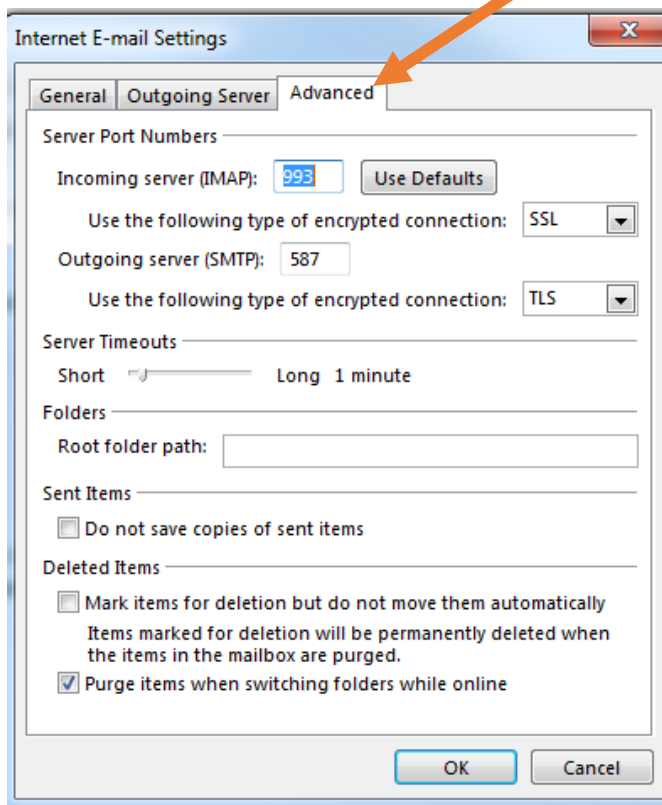 Internet E-mail Settings
General Outgoing Server Advanced
Server Port Numbers
Incoming server (IMAP): 993 Use Defaults
Use the following type of encrypted connection: SSL
Outgoing server (SMTP): 587
Use the following type of encrypted connection: TLS
Server Timeouts
Short Long 1 minute
Folders
Root folder path:
Sent Items
Do not save copies of sent items
Deleted Items
Mark items for deletion but do not move them automatically
Items marked for deletion will be permanently deleted when
the items in the mailbox are purged.
Purge items when switching folders while online
OK Cancel